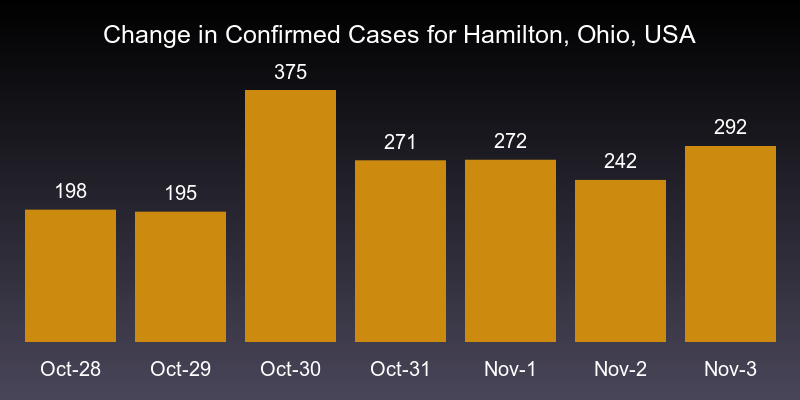 Change in Confirmed Cases for Hamilton, Ohio, USA
375
271
272
292
242
198
195
Oct-28
Oct-29
Oct-30
Oct-31
Nov-1
Nov-2
Nov-3